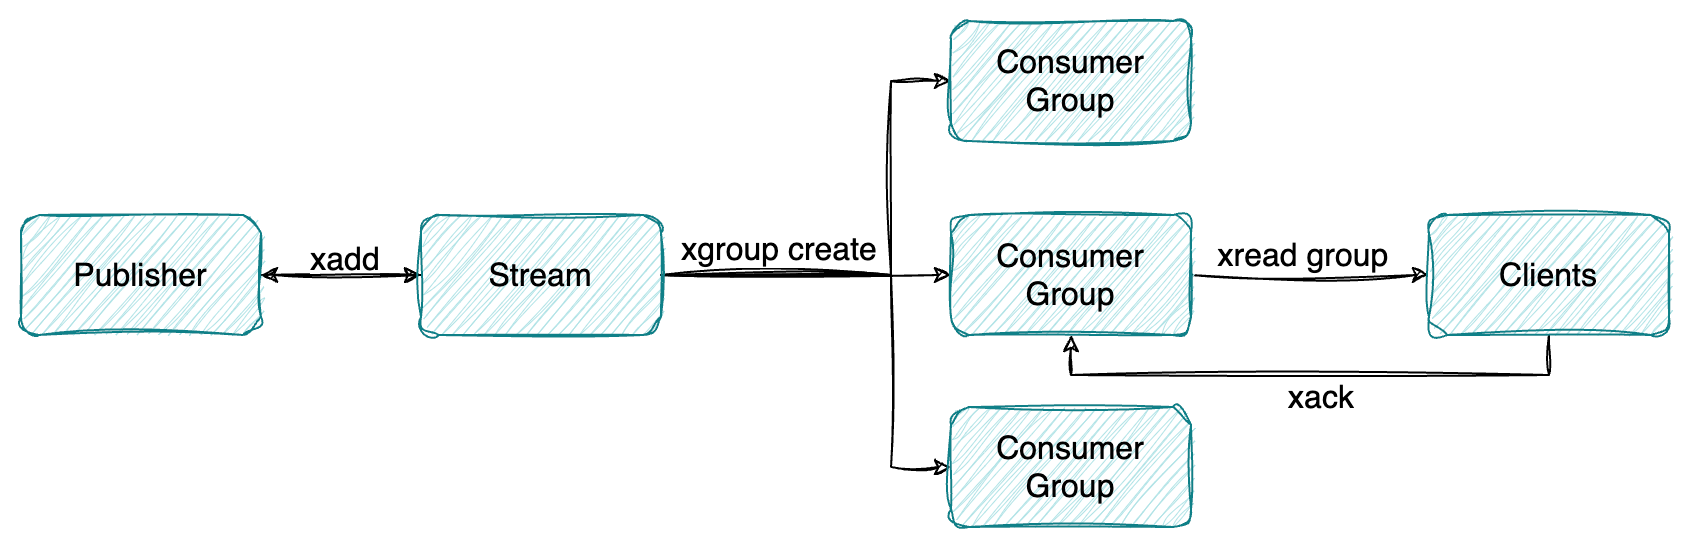 Consumer
Group
Publisher
xadd
Stream
xgroup create
Consumer
Group
xread group
Clients
xack
Consumer
Group